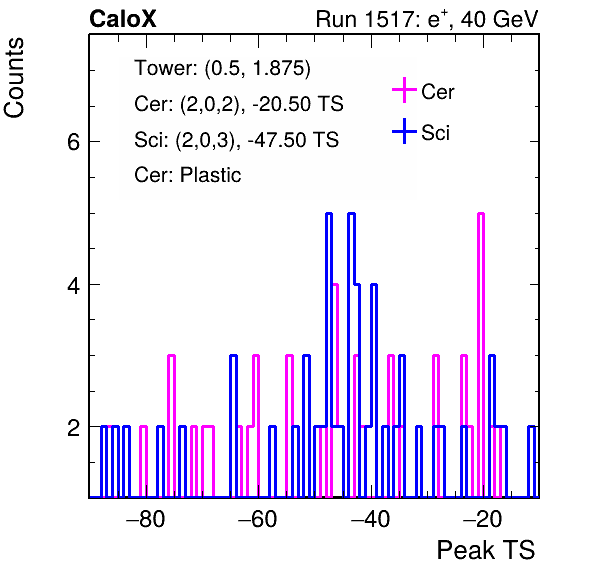 CaloX Run 1517: e⁺, 40 GeV
Counts
Tower: (0.5, 1.875)
Cer: (2,0,2), -20.50 TS
Sci: (2,0,3), -47.50 TS
Cer: Plastic
Cer
Sci
6
4
2
−80 −60 −40 −20
Peak TS